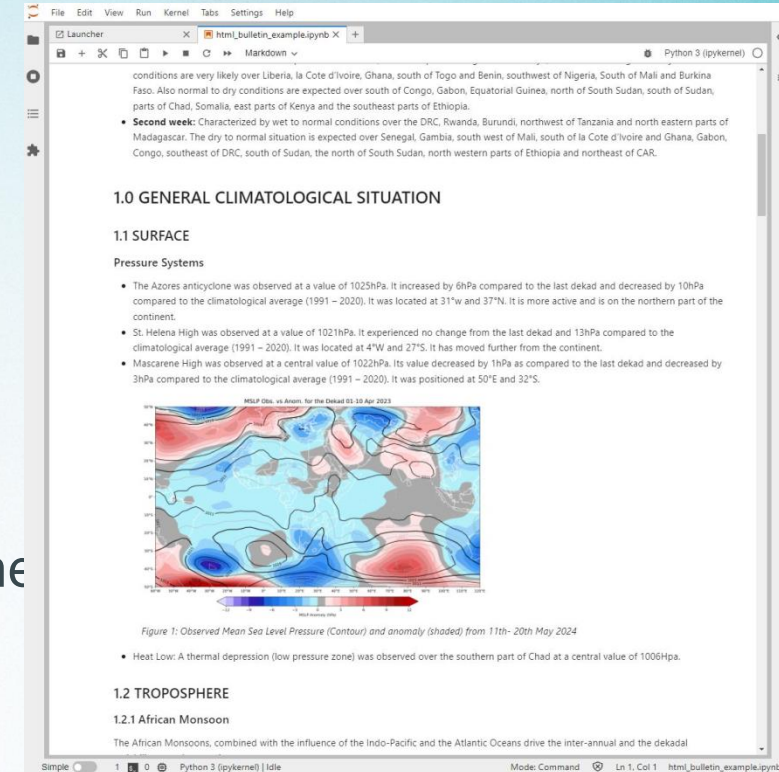 File Edit View Run Kernel Tabs Settings Help
Launcher
html_bulletin_example.ipynb
Markdown
Python 3 (ipykernel)
conditions are very likely over Liberia, la Cote d'Ivoire, Ghana, south of Togo and Benin, southwest of Nigeria, South of Mali and Burkina
Faso. Also normal to dry conditions are expected over south of Congo, Gabon, Equatorial Guinea, north of South Sudan, south of Sudan,
parts of Chad, Somalia, east parts of Kenya and the southeast parts of Ethiopia.
• Second week: Characterized by wet to normal conditions over the DRC, Rwanda, Burundi, northwest of Tanzania and north eastern parts of
Madagascar. The dry to normal situation is expected over Senegal, Gambia, south west of Mali, south of la Cote d'Ivoire and Ghana, Gabon,
Congo, southeast of DRC, south of Sudan, the north of South Sudan, north western parts of Ethiopia and northeast of CAR.
1.0 GENERAL CLIMATOLOGICAL SITUATION
1.1 SURFACE
Pressure Systems
• The Azores anticyclone was observed at a value of 1025hPa. It increased by 6hPa compared to the last dekad and decreased by 10hPa
compared to the climatological average (1991 – 2020). It was located at 31°w and 37°N. It is more active and is on the northern part of the
continent.
• St. Helena High was observed at a value of 1021hPa. It experienced no change from the last dekad and 13hPa compared to the
climatological average (1991 – 2020). It was located at 4°W and 27°S. It has moved further from the continent.
• Mascarene High was observed at a central value of 1022hPa. Its value decreased by 1hPa as compared to the last dekad and decreased by
3hPa compared to the climatological average (1991 – 2020). It was positioned at 50°E and 32°S.
MSLP Obs. vs Anom. for the Dekad 01-10 Apr 2023
MSLP Anomaly (hPa)
Figure 1: Observed Mean Sea Level Pressure (Contour) and anomaly (shaded) from 11th- 20th May 2024
• Heat Low: A thermal depression (low pressure zone) was observed over the southern part of Chad at a central value of 1006Hpa.
1.2 TROPOSPHERE
1.2.1 African Monsoon
The African Monsoons, combined with the influence of the Indo-Pacific and the Atlantic Oceans drive the inter-annual and the dekadal
Simple 1 0 Python 3 (ipykernel) | Idle Mode: Command Ln 1, Col 1 html_bulletin_example.ipynb